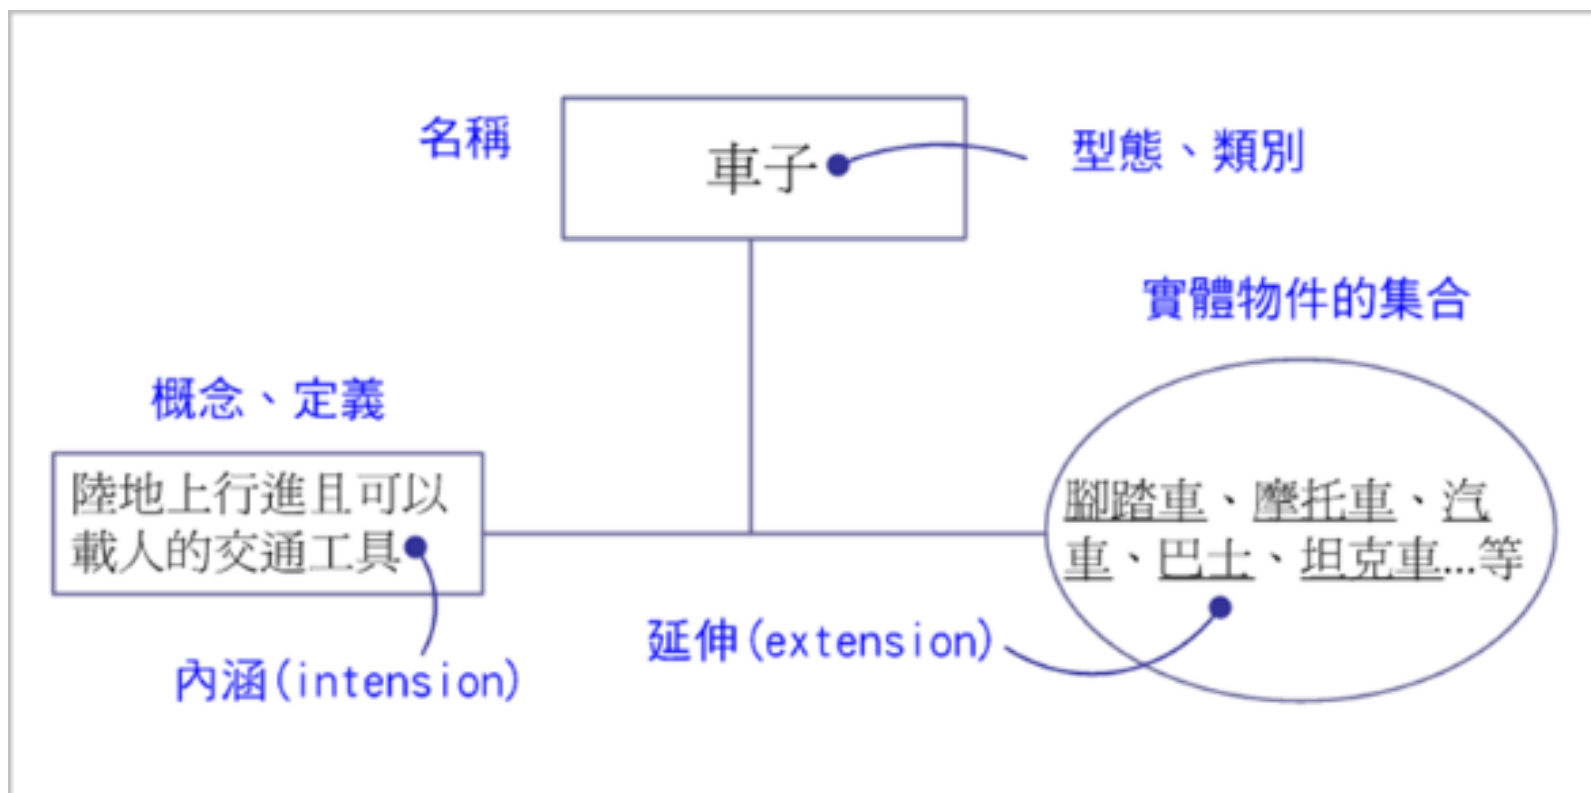 名稱
車子
型態、類別
實體物件的集合
概念、定義
陸地上行進且可以
載人的交通工具
腳踏車、摩托車、汽
車、巴士、坦克車...等
延伸(extension)
內涵(intension)